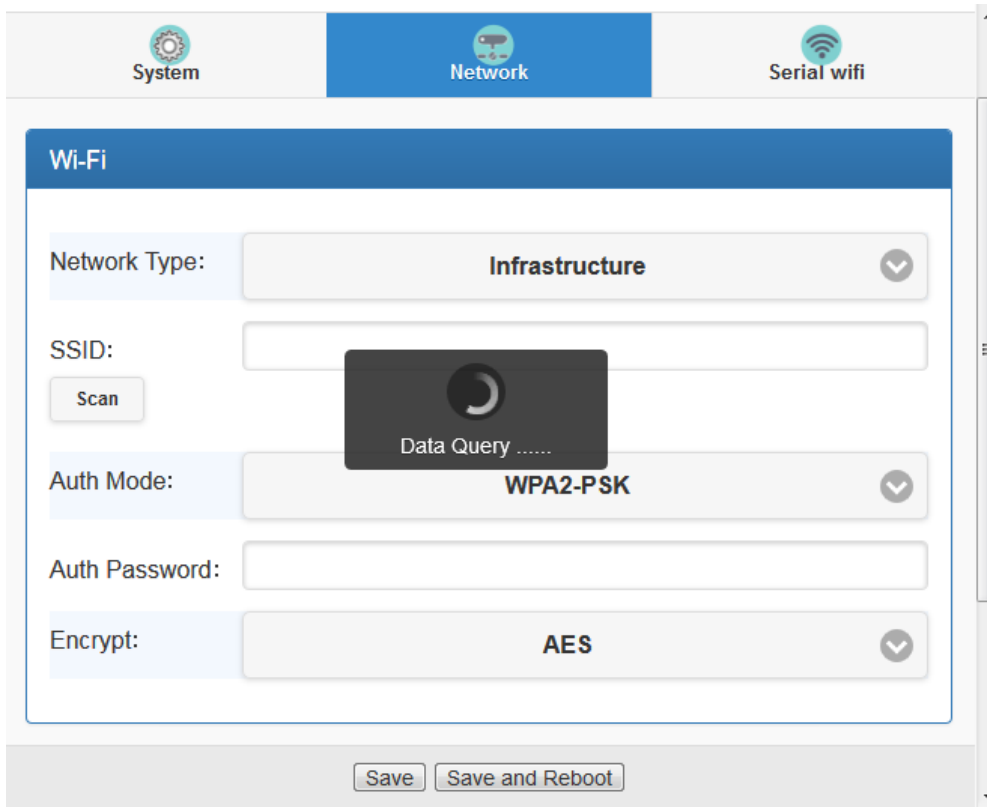 System Network Serial wifi
Wi-Fi
Network Type: Infrastructure
SSID:
Scan
Data Query ......
Auth Mode: WPA2-PSK
Auth Password:
Encrypt: AES
Save Save and Reboot